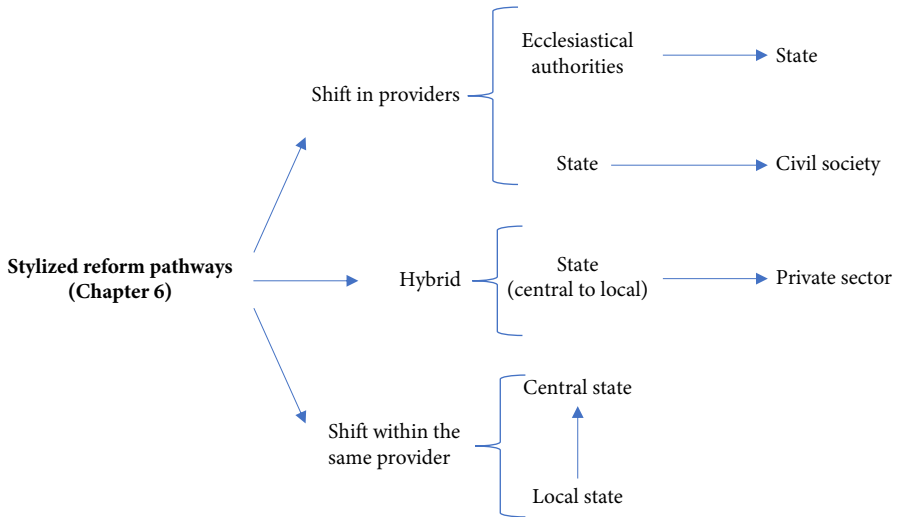 Stylized reform pathways
(Chapter 6)
Shift in providers
Ecclesiastical
authorities
State
State
Civil society
Hybrid
State
(central to local)
Private sector
Shift within the
same provider
Central state
Local state